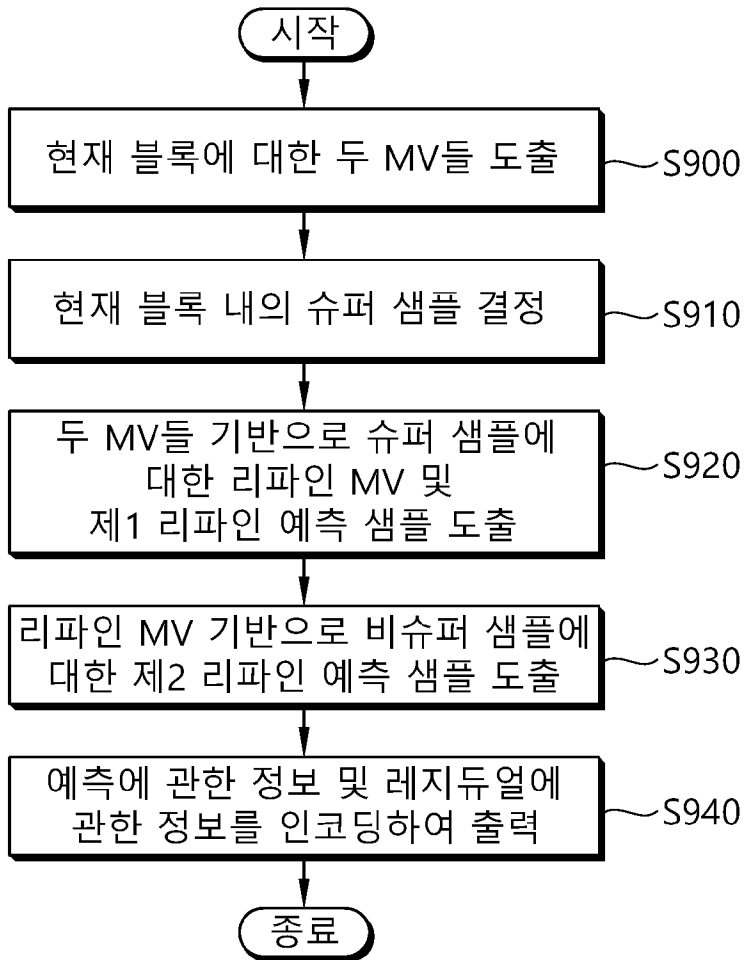 시작
현재 블록에 대한 두 MV들 도출
S900
현재 블록 내의 슈퍼 샘플 결정
S910
두 MV들 기반으로 슈퍼 샘플에
대한 리파인 MV 및
제1 리파인 예측 샘플 도출
S920
리파인 MV 기반으로 비슈퍼 샘플에
대한 제2 리파인 예측 샘플 도출
S930
예측에 관한 정보 및 레지듀얼에
관한 정보를 인코딩하여 출력
S940
종료